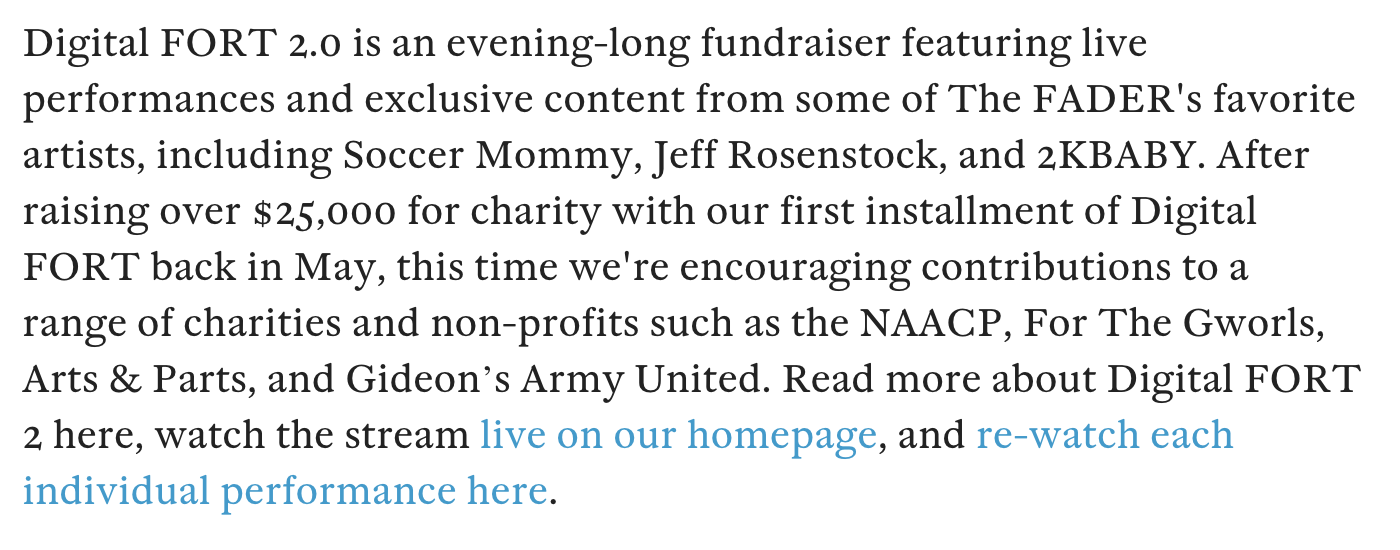 Digital FORT 2.0 is an evening-long fundraiser featuring live
performances and exclusive content from some of The FADER's favorite
artists, including Soccer Mommy, Jeff Rosenstock, and 2KBABY. After
raising over $25,000 for charity with our first installment of Digital
FORT back in May, this time we're encouraging contributions to a
range of charities and non-profits such as the NAACP, For The Gworls,
Arts & Parts, and Gideon’s Army United. Read more about Digital FORT
2 here, watch the stream live on our homepage, and re-watch each
individual performance here.